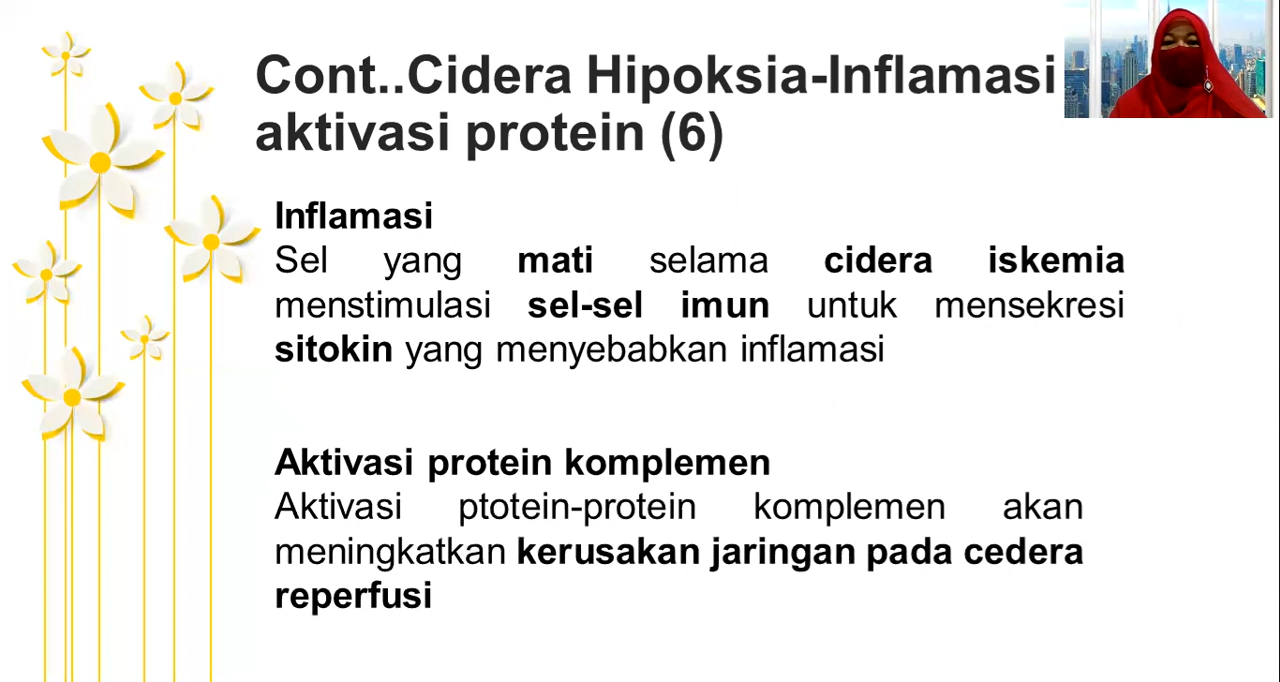 Cont..Cidera Hipoksia-Inflamasi
aktivasi protein (6)
Inflamasi
Sel yang mati selama cidera iskemia
menstimulasi sel-sel imun untuk mensekresi
sitokin yang menyebabkan inflamasi
Aktivasi protein komplemen
Aktivasi ptotein-protein komplemen akan
meningkatkan kerusakan jaringan pada cedera
reperfusi